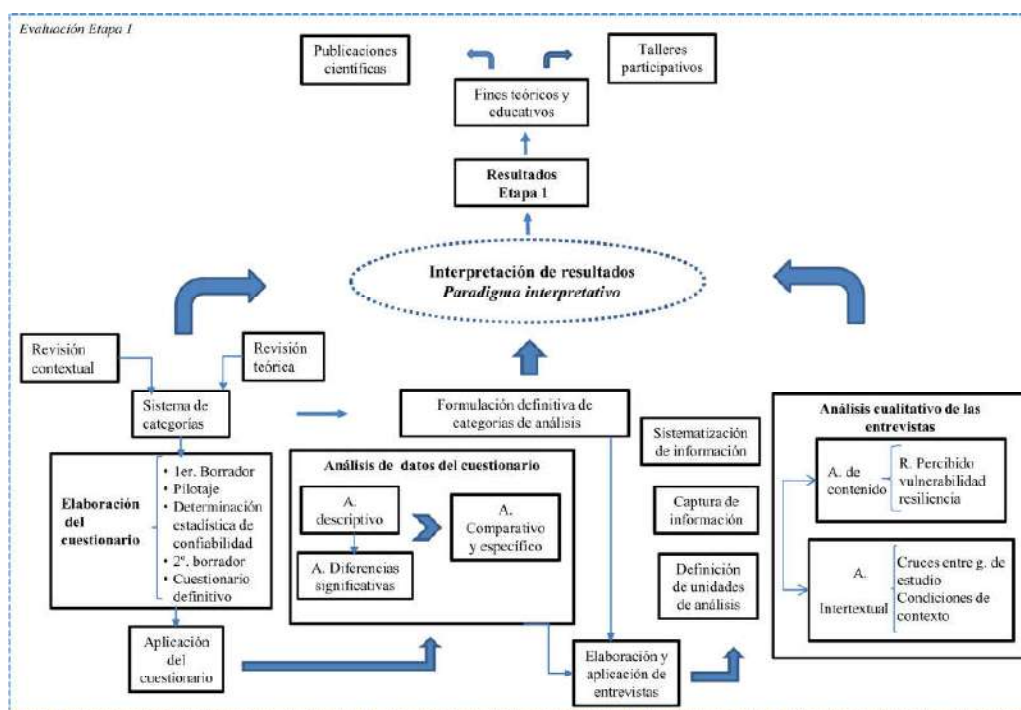 Evaluación Etapa 1
Publicaciones
científicas
Talleres
participativos
Fines teóricos y
educativos
Resultados
Etapa 1
Interpretación de resultados
Paradigma interpretativo
Revisión
contextual
Revisión
teórica
Sistema de
categorías
Formulación definitiva de
categorías de análisis
Elaboración
del
cuestionario
• 1er. Borrador
• Pilotaje
• Determinación
estadística de
confiabilidad
• 2º. borrador
• Cuestionario
definitivo
Aplicación
del
cuestionario
Análisis de datos del cuestionario
A.
descriptivo
A. Diferencias
significativas
A.
Comparativo
y específico
Sistematización
de información
Captura de
información
Definición
de unidades
de análisis
Elaboración y
aplicación de
entrevistas
Análisis cualitativo de las
entrevistas
A. de
contenido
R. Percibido
vulnerabilidad
resiliencia
A.
Intertextual
Cruces entre g. de
estudio
Condiciones de
contexto